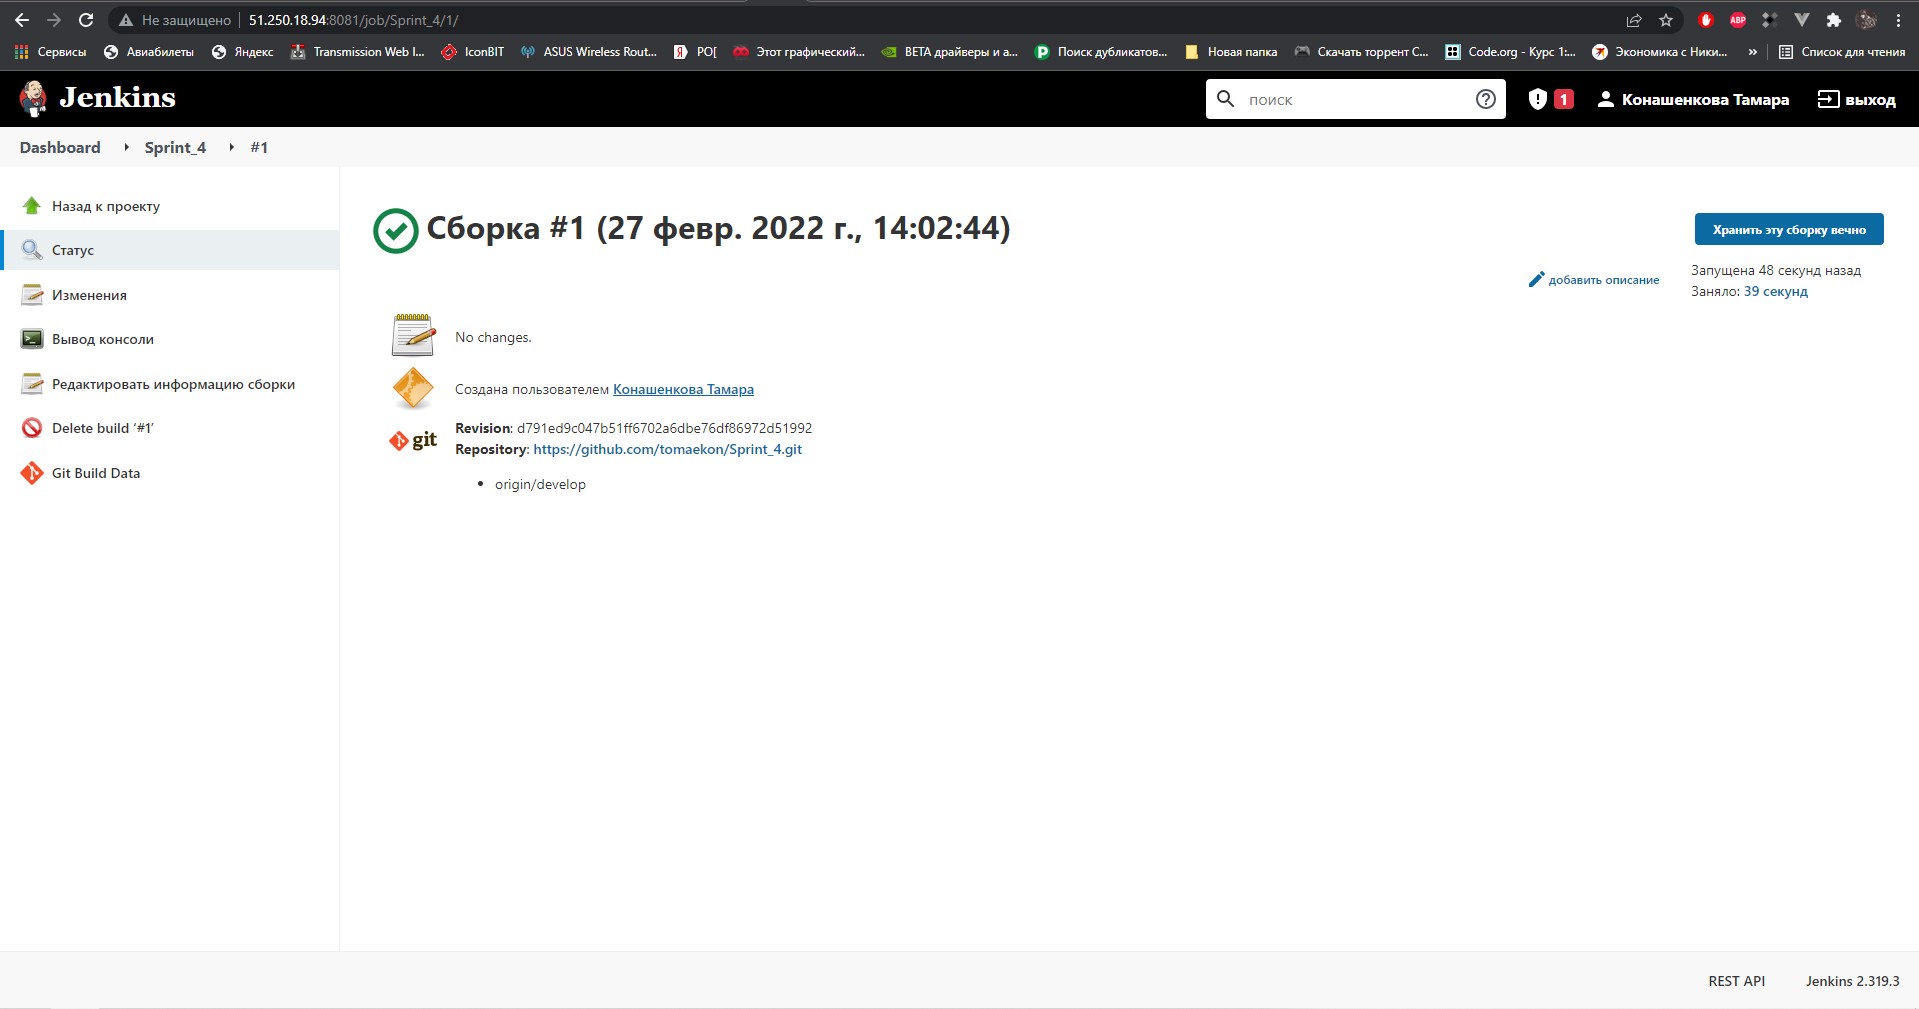 Не защищено 51.250.18.94:8081/job/Sprint_4/1/
ABP
Сервисы Авиабилеты Яндекс Transmission Web I... IconBIT ASUS Wireless Rout... РО[ Этот графический... BETA драйверы и а... Поиск дубликатов... Новая папка Скачать торрент С... Code.org - Курс 1:... Экономика с Ники... » Список для чтения
Jenkins поиск 1 Конашенкова Тамара выход
Dashboard Sprint_4 #1
Назад к проекту
Статус
Изменения
Вывод консоли
Редактировать информацию сборки
Delete build ‘#1’
Git Build Data
Сборка #1 (27 февр. 2022 г., 14:02:44)
Хранить эту сборку вечно
добавить описание
Запущена 48 секунд назад
Заняло: 39 секунд
No changes.
Создана пользователем Конашенкова Тамара
git
Revision: d791ed9c047b51ff6702a6dbe76df86972d51992
Repository: https://github.com/tomaekon/Sprint_4.git
origin/develop
REST API Jenkins 2.319.3